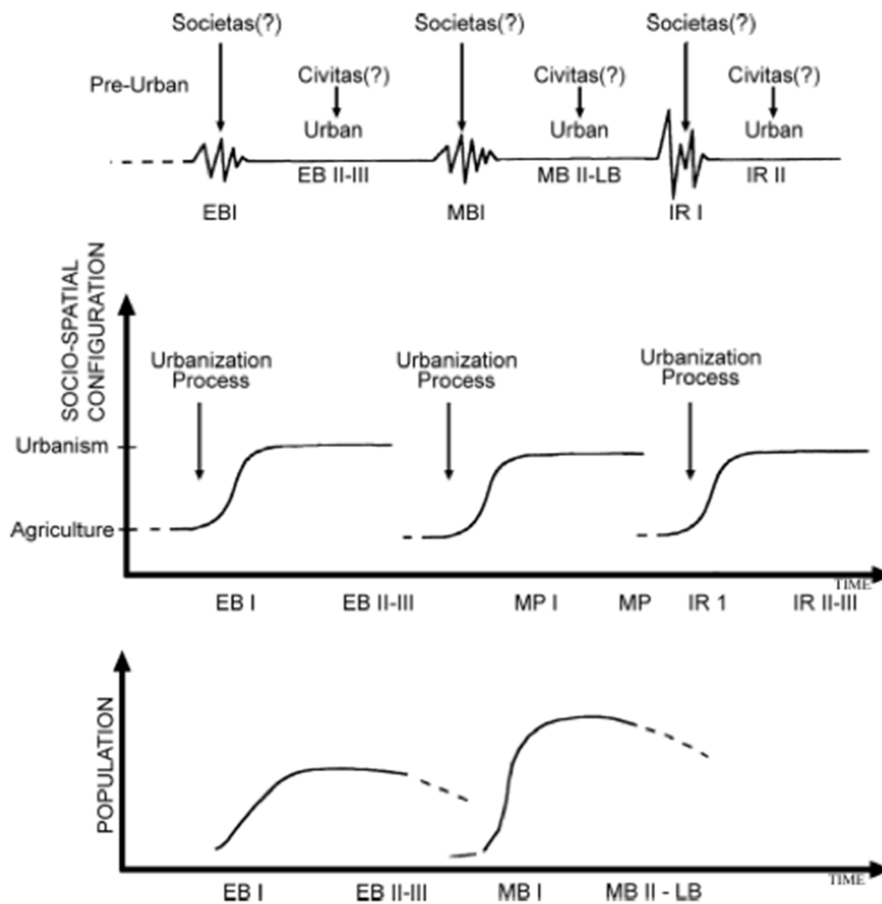 Societas(?) Societas(?) Societas(?)
Pre-Urban Civitas(?) Civitas(?) Civitas(?)
Urban Urban Urban
EB II-III MB II-LB IR II
EBI MBI IR I
SOCIO-SPATIAL
CONFIGURATION
Urbanization Urbanization Urbanization
Process Process Process
Urbanism
Agriculture
TIME
EB I EB II-III MP I MP IR 1 IR II-III
POPULATION
TIME
EB I EB II-III MB I MB II - LB